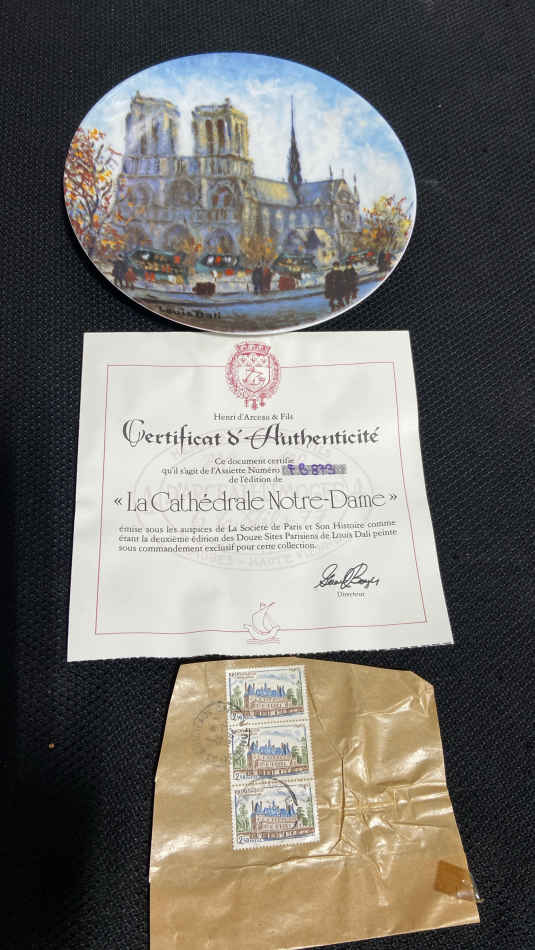 Louis Dali
Henri d'Arceau & Fils
Certificat d'Authenticité
Ce document certifie
qu'il s'agit de l'Assiette Numéro
de l'édition de
« La Cathédrale Notre-Dame »
émise sous les auspices de La Société de Paris et Son Histoire comme
étant la deuxième édition des Douze Sites Parisiens de Louis Dali peinte
sous commandement exclusif pour cette collection.
Directeur